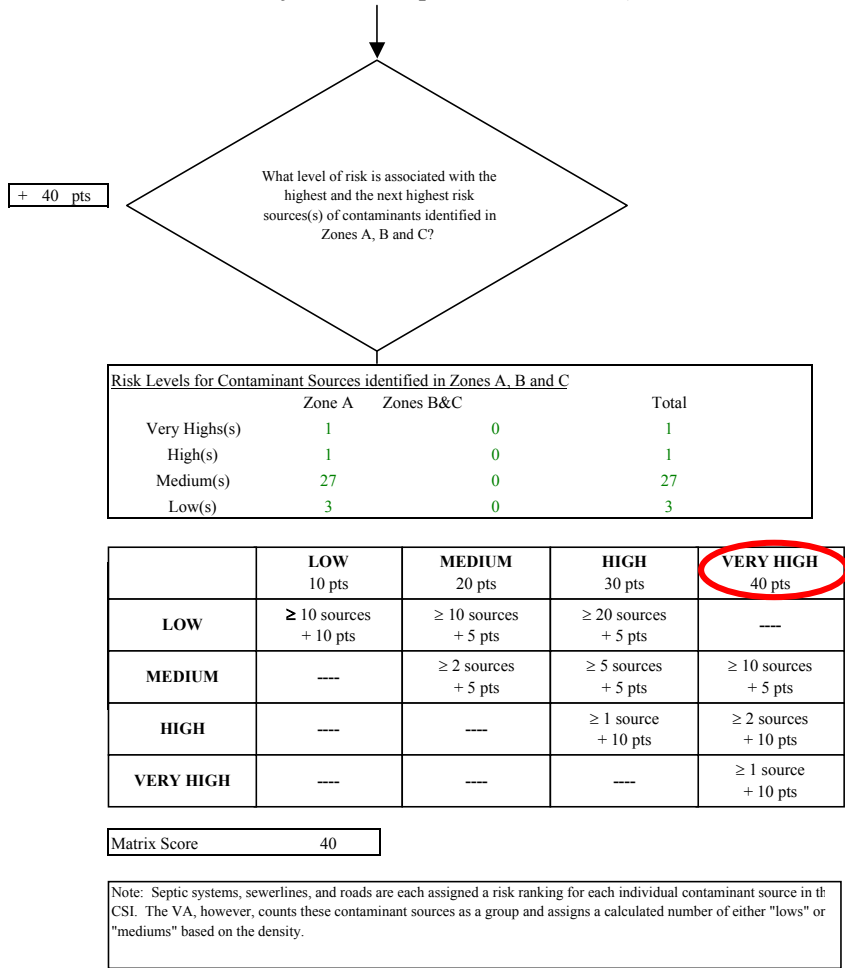 What level of risk is associated with the
highest and the next highest risk
sources(s) of contaminants identified in
Zones A, B and C?
+ 40 pts
Risk Levels for Contaminant Sources identified in Zones A, B and C
Zone A Zones B&C Total
Very Highs(s) 1 0 1
High(s) 1 0 1
Medium(s) 27 0 27
Low(s) 3 0 3
LOW MEDIUM HIGH VERY HIGH
10 pts 20 pts 30 pts 40 pts
LOW ≥ 10 sources ≥ 10 sources ≥ 20 sources ----
+ 10 pts + 5 pts + 5 pts
MEDIUM ---- ≥ 2 sources ≥ 5 sources ≥ 10 sources
+ 5 pts + 5 pts + 5 pts
HIGH ---- ---- ≥ 1 source ≥ 2 sources
+ 10 pts + 10 pts
VERY HIGH ---- ---- ---- ≥ 1 source
+ 10 pts
Matrix Score 40
Note: Septic systems, sewerlines, and roads are each assigned a risk ranking for each individual contaminant source in
CSI. The VA, however, counts these contaminant sources as a group and assigns a calculated number of either "lows" or
"mediums" based on the density.